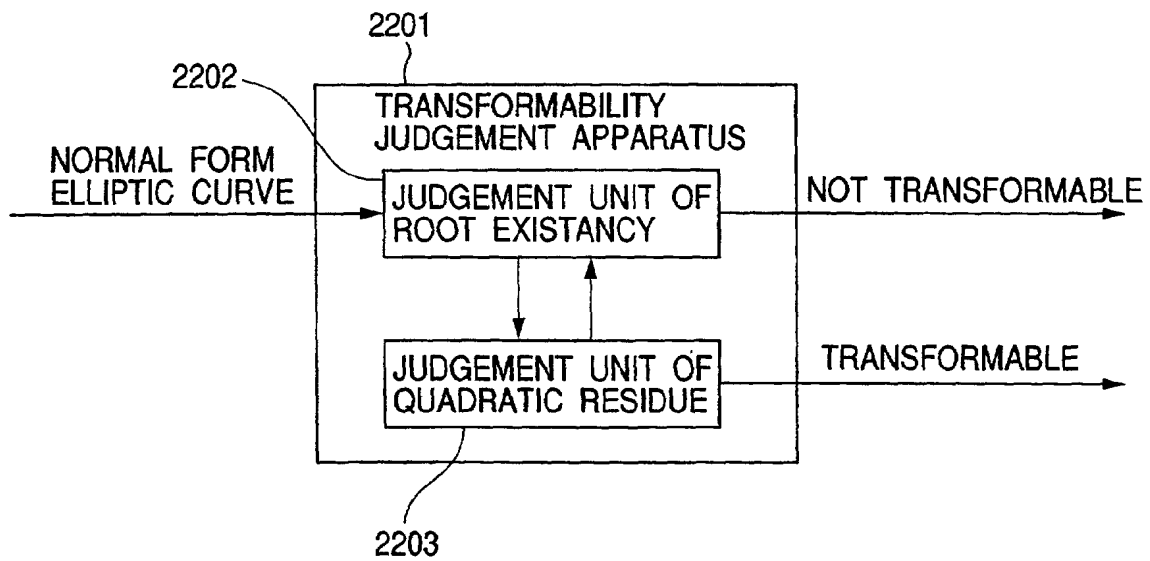 2201
2202
TRANSFORMABILITY
JUDGEMENT APPARATUS
NORMAL FORM
ELLIPTIC CURVE
JUDGEMENT UNIT OF
ROOT EXISTANCY
NOT TRANSFORMABLE
JUDGEMENT UNIT OF
QUADRATIC RESIDUE
TRANSFORMABLE
2203